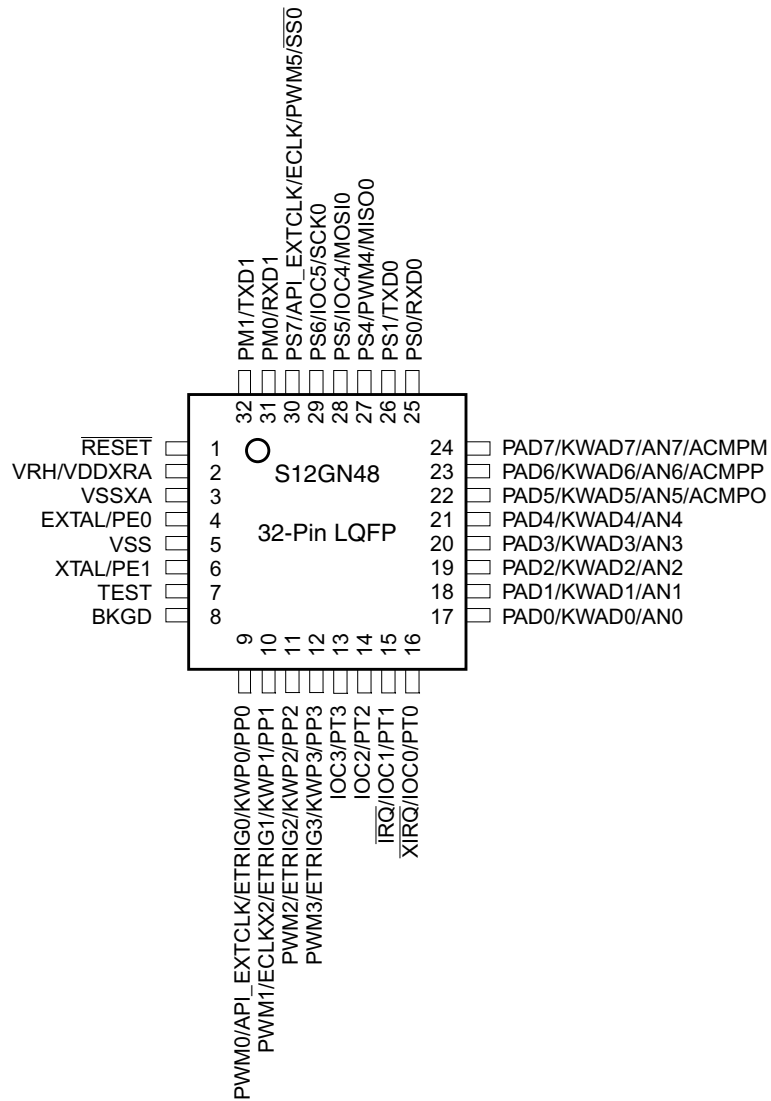 PM1/TXD1
PM0/RXD1
PS7/API_EXTCLK/ECLK/PWM5/SS0
PS6/IOC5/SCK0
PS5/IOC4/MOSI0
PS4/PWM4/MISO0
PS1/TXD0
PS0/RXD0
32
31
30
29
28
27
26
25
RESET 1
VRH/VDDXRA 2
VSSXA 3
EXTAL/PE0 4
VSS 5
XTAL/PE1 6
TEST 7
BKGD 8
S12GN48
32-Pin LQFP
24 PAD7/KWAD7/AN7/ACMPM
23 PAD6/KWAD6/AN6/ACMPP
22 PAD5/KWAD5/AN5/ACMPO
21 PAD4/KWAD4/AN4
20 PAD3/KWAD3/AN3
19 PAD2/KWAD2/AN2
18 PAD1/KWAD1/AN1
17 PAD0/KWAD0/AN0
9
10
11
12
13
14
15
16
PWM0/API_EXTCLK/ETRIG0/KWP0/PP0
PWM1/ECLKX2/ETRIG1/KWP1/PP1
PWM2/ETRIG2/KWP2/PP2
PWM3/ETRIG3/KWP3/PP3
IOC3/PT3
IOC2/PT2
IRQ/IOC1/PT1
XIRQ/IOC0/PT0